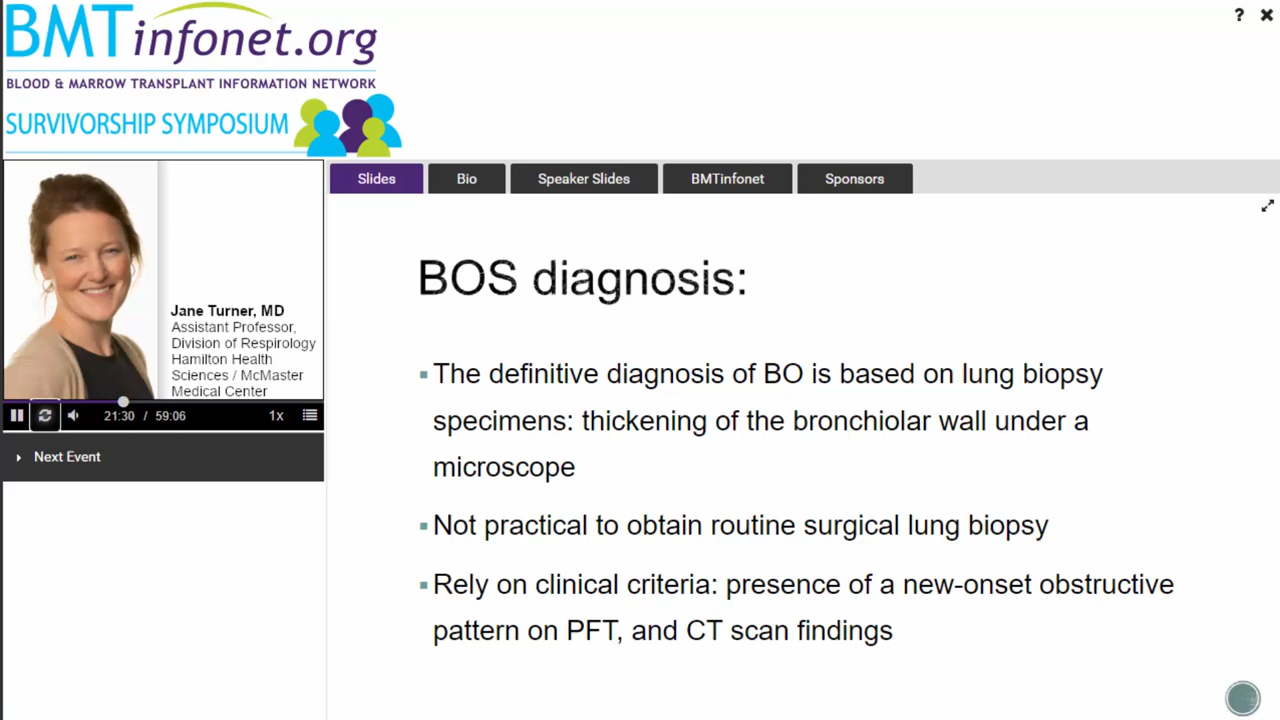 BMTinfonet.org
BLOOD & MARROW TRANSPLANT INFORMATION NETWORK
SURVIVORSHIP SYMPOSIUM
?
Jane Turner, MD
Assistant Professor,
Division of Respirology
Hamilton Health
Sciences / McMaster
Medical Center
21:30 / 59:06 1x
Next Event
Slides Bio Speaker Slides BMTinfonet Sponsors
BOS diagnosis:
The definitive diagnosis of BO is based on lung biopsy
specimens: thickening of the bronchiolar wall under a
microscope
Not practical to obtain routine surgical lung biopsy
Rely on clinical criteria: presence of a new-onset obstructive
pattern on PFT, and CT scan findings